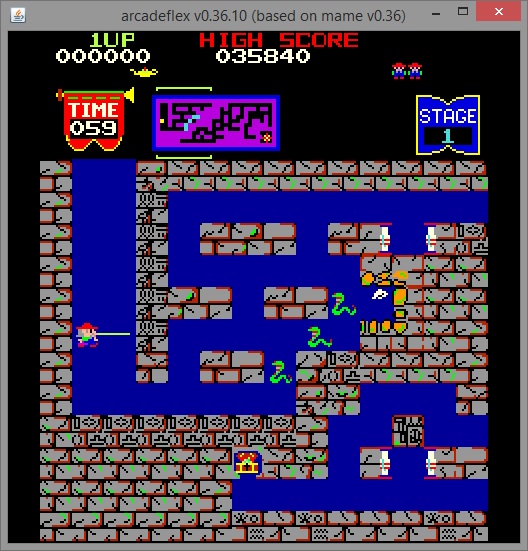 arcadeflex v0.36.10 (based on mame v0.36)
1UP HIGH SCORE
000000 035840
TIME
059
STAGE
1